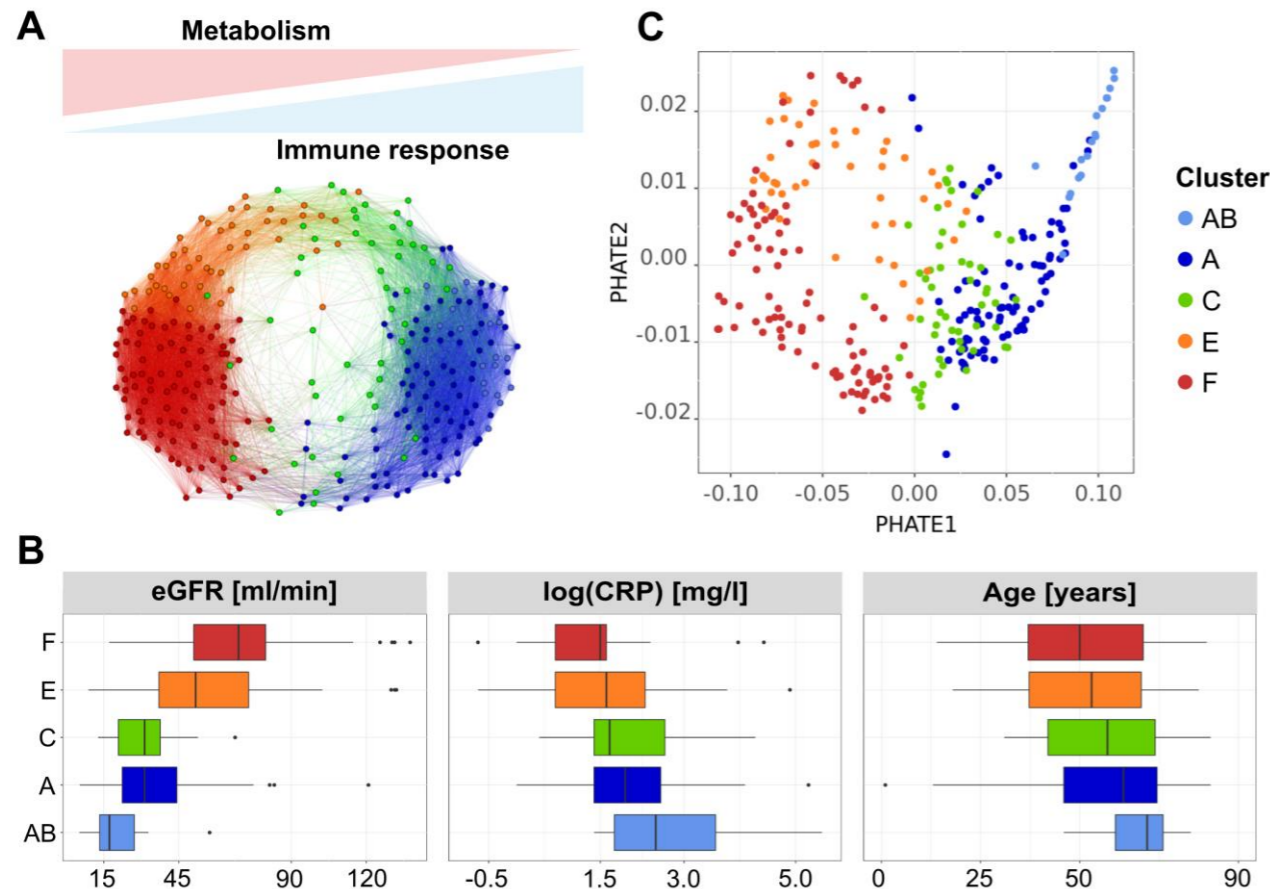 A
Metabolism
Immune response
C
0.02
0.01
0.00
-0.01
-0.02
PHATE2
-0.10 -0.05 0.00 0.05 0.10
PHATE1
Cluster
AB
A
C
E
F
B
eGFR [ml/min] log(CRP) [mg/l] Age [years]
F
E
C
A
AB
15 45 90 120 -0.5 1.5 3.0 5.0 0 25 50 90